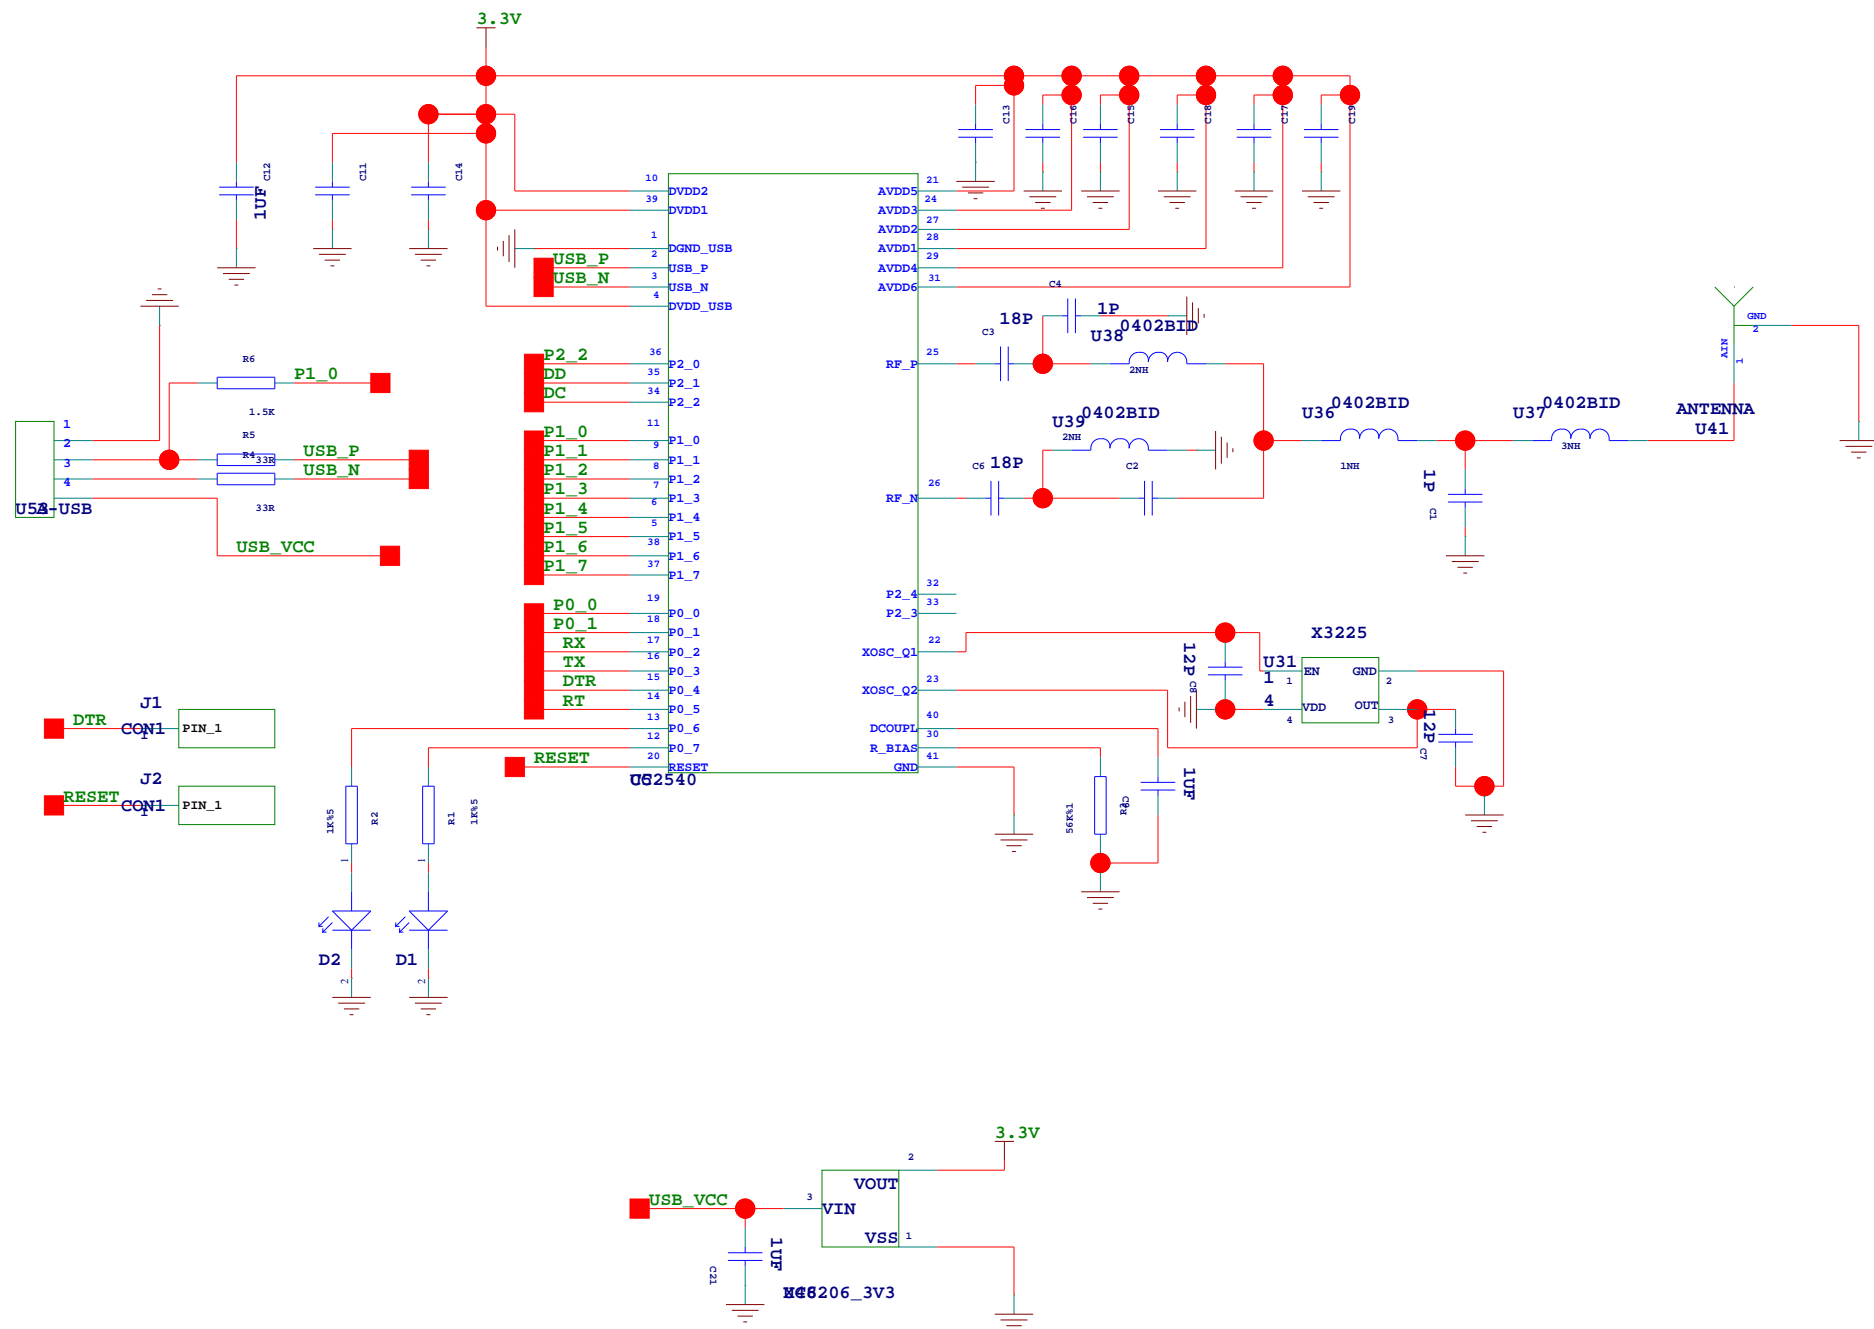 3.3V
C12
1UF
C11
C14
C13
C16
C15
C18
C17
C19
10
DVDD2
39
DVDD1
1
DGND_USB
2
USB_P
USB_P
3
USB_N
USB_N
4
DVDD_USB
21
AVDD5
24
AVDD3
27
AVDD2
28
AVDD1
29
AVDD4
31
AVDD6
P2_2
36
P2_0
DD
35
P2_1
DC
34
P2_2
P1_0
11
P1_0
P1_1
9
P1_1
P1_2
8
P1_2
P1_3
7
P1_3
P1_4
6
P1_4
P1_5
5
P1_5
P1_6
38
P1_6
P1_7
37
P1_7
P0_0
19
P0_0
P0_1
18
P0_1
RX
17
P0_2
TX
16
P0_3
DTR
15
P0_4
RT
14
P0_5
13
P0_6
12
P0_7
RESET
20
RESET
25
RF_P
26
RF_N
32
P2_4
33
P2_3
22
XOSC_Q1
23
XOSC_Q2
40
DCOUPL
30
R_BIAS
41
GND
R6
P1_0
1.5K
R5
33R
USB_P
R4
USB_N
33R
1
2
3
4
A-USB
USB_VCC
C4
1P
18P
C3
U38
0402BID
2NH
U39
0402BID
2NH
C6
18P
C2
U36
0402BID
1NH
1P
C1
U37
0402BID
3NH
GND
2
AIN
1
ANTENNA
U41
X3225
U31
1
4
12P
C8
EN
1
VDD
4
GND
2
OUT
3
12P
C7
1UF
56K%1
J1
DTR
CON1
1
PIN_1
J2
RESET
CON1
1
PIN_1
1K%5
R2
1
D2
2
R1
1K%5
1
D1
2
3.3V
2
VOUT
USB_VCC
3
VIN
VSS
1
1UF
C21